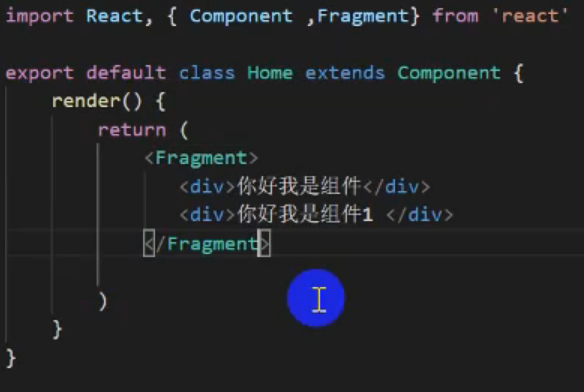 import React, { Component ,Fragment} from 'react'
export default class Home extends Component {
render() {
return (
<Fragment>
<div>你好我是组件</div>
<div>你好我是组件1 </div>
</Fragment>
)
}
}